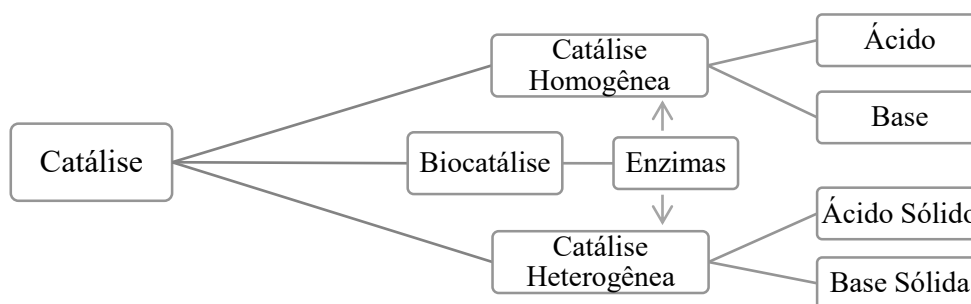 Catálise
Catálise
Homogênea
Ácido
Base
Biocatálise
Enzimas
Catálise
Heterogênea
Ácido Sólido
Base Sólida